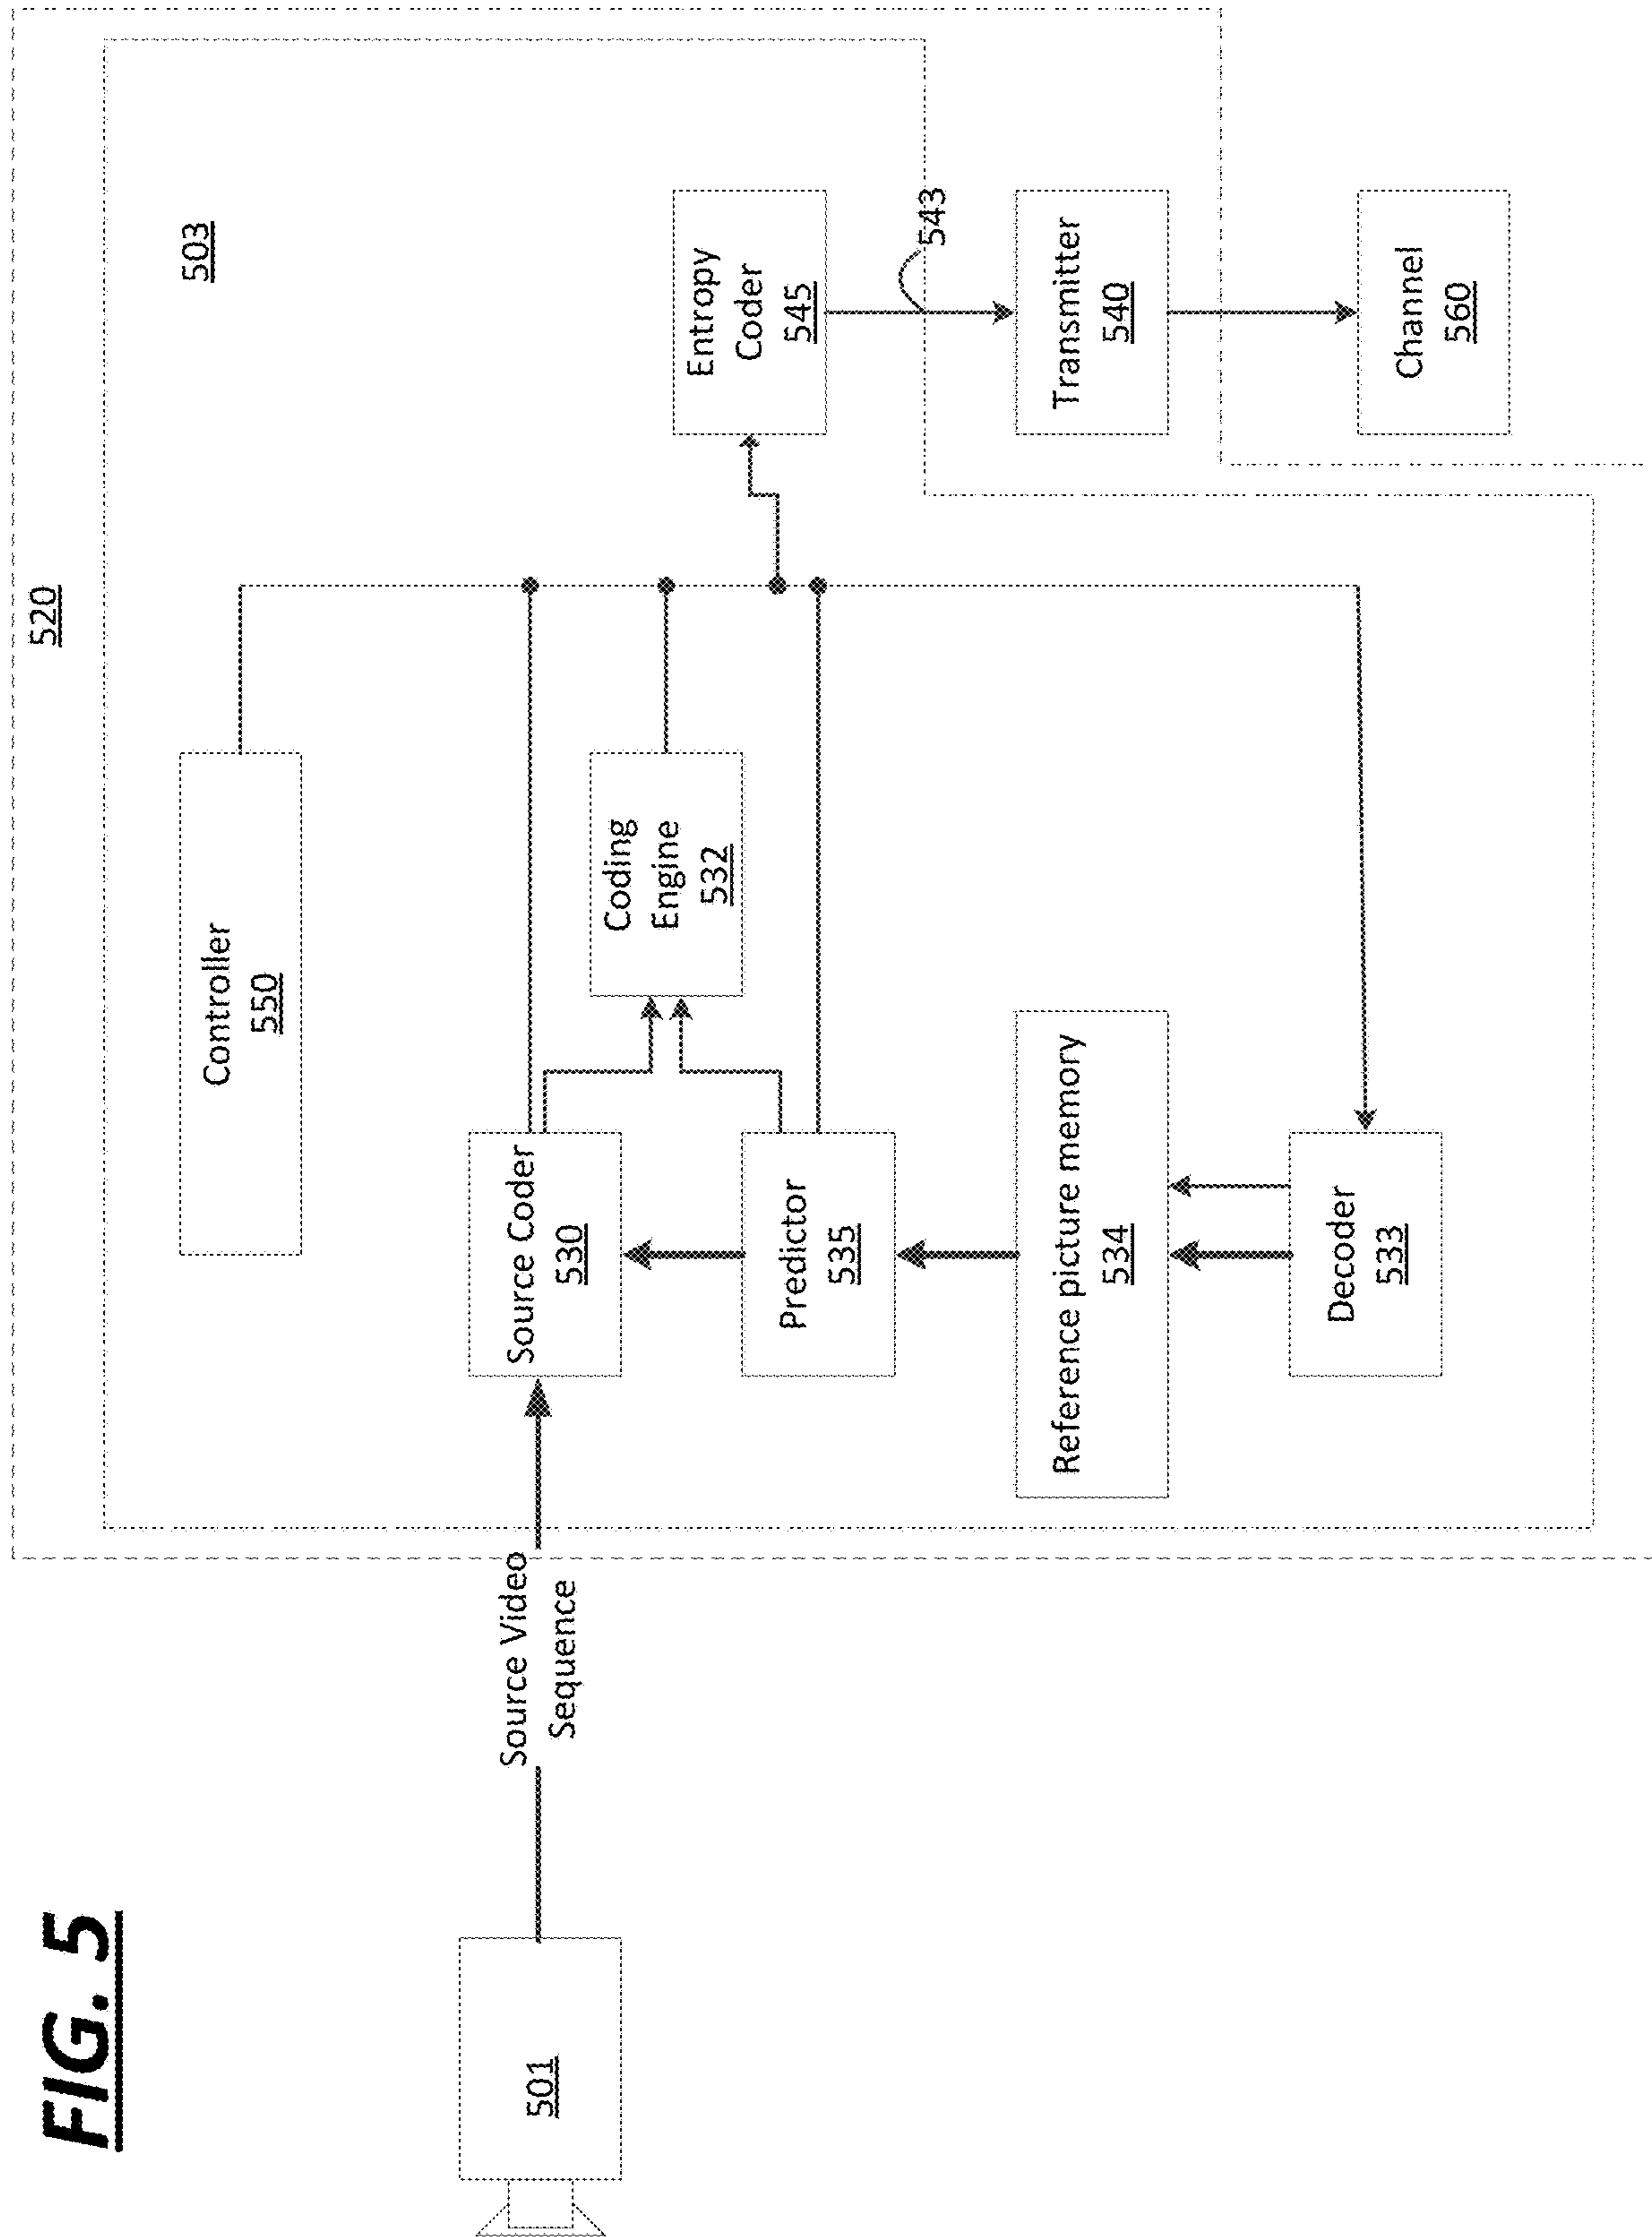 FIG. 5
520
503
Controller
550
501
Source Video
Sequence
Source Coder
530
Coding
Engine
532
Entropy
Coder
545
Predictor
535
543
Reference picture memory
534
Transmitter
540
Decoder
533
Channel
560